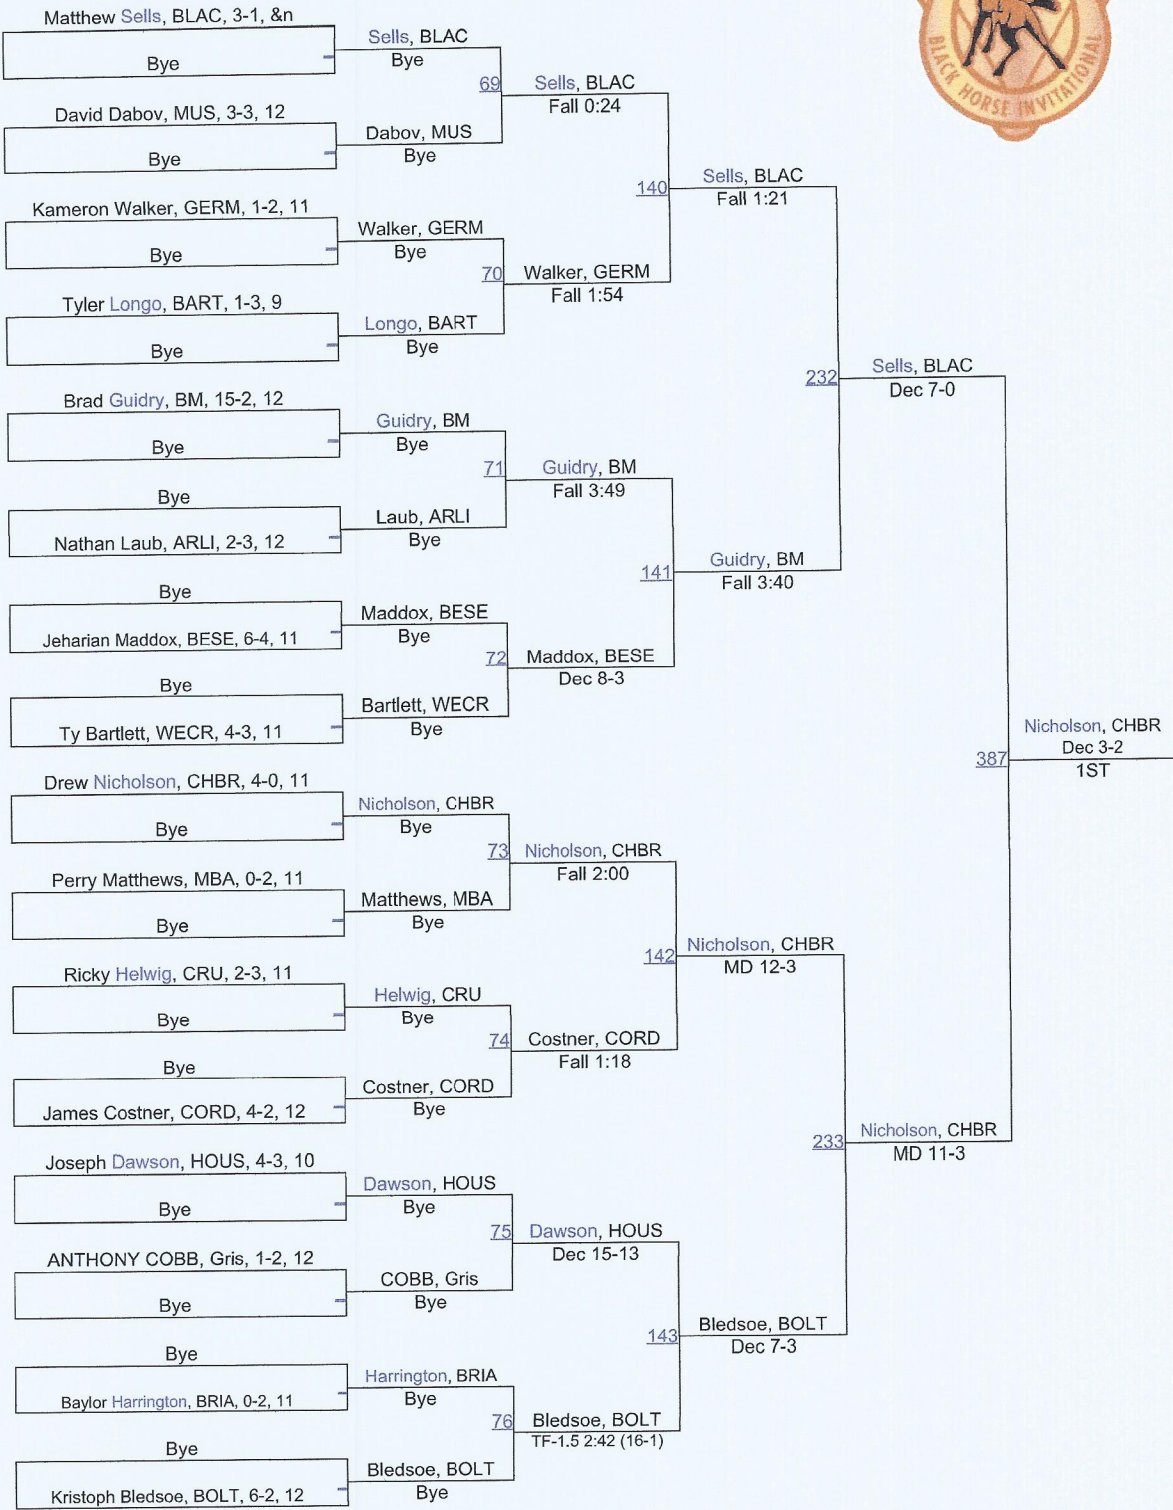 Matthew Sells, BLAC, 3-1, &n
Bye
David Dabov, MUS, 3-3, 12
Bye
Kameron Walker, GERM, 1-2, 11
Bye
Tyler Longo, BART, 1-3, 9
Bye
Brad Guidry, BM, 15-2, 12
Bye
Bye
Nathan Laub, ARLI, 2-3, 12
Bye
Jeharian Maddox, BESE, 6-4, 11
Bye
Ty Bartlett, WECR, 4-3, 11
Drew Nicholson, CHBR, 4-0, 11
Bye
Perry Matthews, MBA, 0-2, 11
Bye
Ricky Helwig, CRU, 2-3, 11
Bye
Bye
James Costner, CORD, 4-2, 12
Joseph Dawson, HOUS, 4-3, 10
Bye
ANTHONY COBB, Gris, 1-2, 12
Bye
Bye
Baylor Harrington, BRIA, 0-2, 11
Bye
Kristoph Bledsoe, BOLT, 6-2, 12
Sells, BLAC
Bye
69
Dabov, MUS
Bye
Walker, GERM
Bye
70
Longo, BART
Bye
Guidry, BM
Bye
71
Laub, ARLI
Bye
Maddox, BESE
Bye
72
Bartlett, WECR
Bye
Nicholson, CHBR
Bye
73
Matthews, MBA
Bye
Helwig, CRU
Bye
74
Costner, CORD
Bye
Dawson, HOUS
Bye
75
COBB, Gris
Bye
Harrington, BRIA
Bye
76
Bledsoe, BOLT
Bye
Sells, BLAC
Fall 0:24
140
Walker, GERM
Fall 1:54
Guidry, BM
Fall 3:49
141
Maddox, BESE
Dec 8-3
Nicholson, CHBR
Fall 2:00
142
Costner, CORD
Fall 1:18
Dawson, HOUS
Dec 15-13
143
Bledsoe, BOLT
TF-1.5 2:42 (16-1)
Sells, BLAC
Fall 1:21
232
Guidry, BM
Fall 3:40
Nicholson, CHBR
MD 12-3
233
Bledsoe, BOLT
Dec 7-3
Sells, BLAC
Dec 7-0
387
Nicholson, CHBR
MD 11-3
Nicholson, CHBR
Dec 3-2
1ST
BLACK HORSE INVITATIONAL